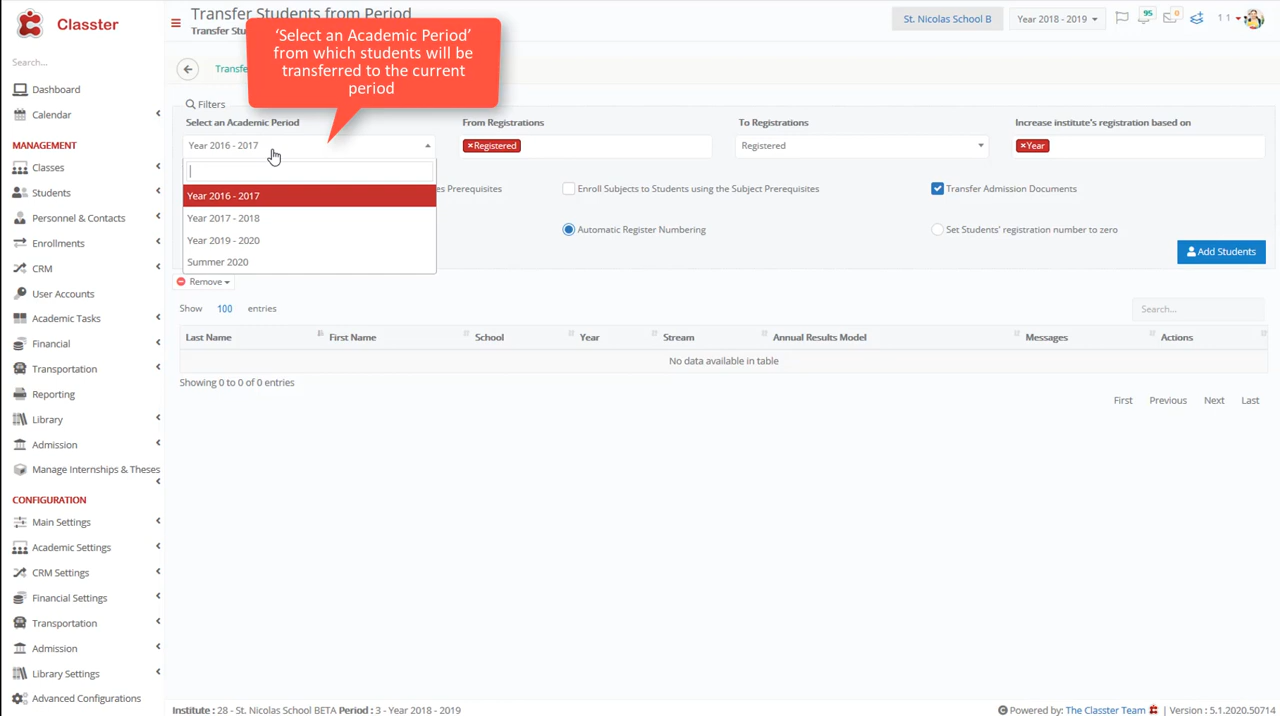 Classter
Transfer Students from Period
Transfer Stu
St. Nicolas School B
Year 2018 - 2019
95
0
1 1
'Select an Academic Period'
from which students will be
transferred to the current
period
Search...
Transfe
Dashboard
Calendar
MANAGEMENT
Classes
Students
Personnel & Contacts
Enrollments
CRM
User Accounts
Academic Tasks
Financial
Transportation
Reporting
Library
Admission
Manage Internships & Theses
CONFIGURATION
Main Settings
Academic Settings
CRM Settings
Financial Settings
Transportation
Admission
Library Settings
Advanced Configurations
Filters
Select an Academic Period
From Registrations
To Registrations
Increase institute's registration based on
Year 2016 - 2017
×Registered
Registered
×Year
Year 2016 - 2017
Year 2017 - 2018
Year 2019 - 2020
Summer 2020
es Prerequisites
Enroll Subjects to Students using the Subject Prerequisites
Transfer Admission Documents
Automatic Register Numbering
Set Students' registration number to zero
Add Students
Remove
Show 100 entries
Search...
Last Name First Name School Year Stream Annual Results Model Messages Actions
No data available in table
Showing 0 to 0 of 0 entries
First Previous Next Last
Institute : 28 - St. Nicolas School BETA Period : 3 - Year 2018 - 2019
Powered by: The Classter Team | Version : 5.1.2020.50714